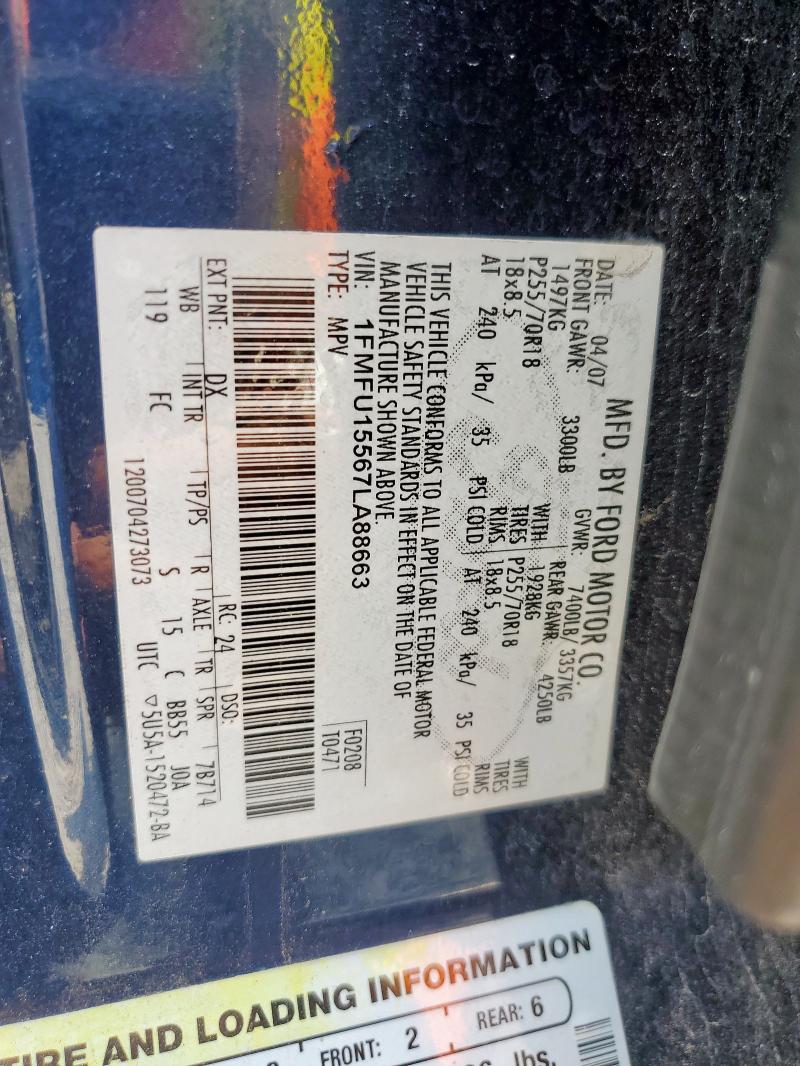 MFD. BY FORD MOTOR CO.
DATE: 04/07 GVWR: 7400LB/ 3357KG
FRONT GAWR: 3300LB REAR GAWR: 4250LB
1497KG WITH 1928KG WITH
P255/70R18 TIRES P255/70R18 TIRES
18x8.5 RIMS 18x8.5 RIMS
AT 240 kPa/ 35 PSI COLD AT 240 kPa/ 35 PSI COLD
THIS VEHICLE CONFORMS TO ALL APPLICABLE FEDERAL MOTOR
VEHICLE SAFETY STANDARDS IN EFFECT ON THE DATE OF
MANUFACTURE SHOWN ABOVE
VIN: 1FMFU15567LA88663 F0208
TYPE: MPV T0471
EXT PNT: DX RC: 24 DSO:
WB INT TR TP/PS R AXLE TR SPR 7B714
119 FC S 15 C BB55 J0A
1200704273073 UTC ▽5U5A-1520472-BA
TIRE AND LOADING INFORMATION
FRONT: 2 REAR: 6
lbs.